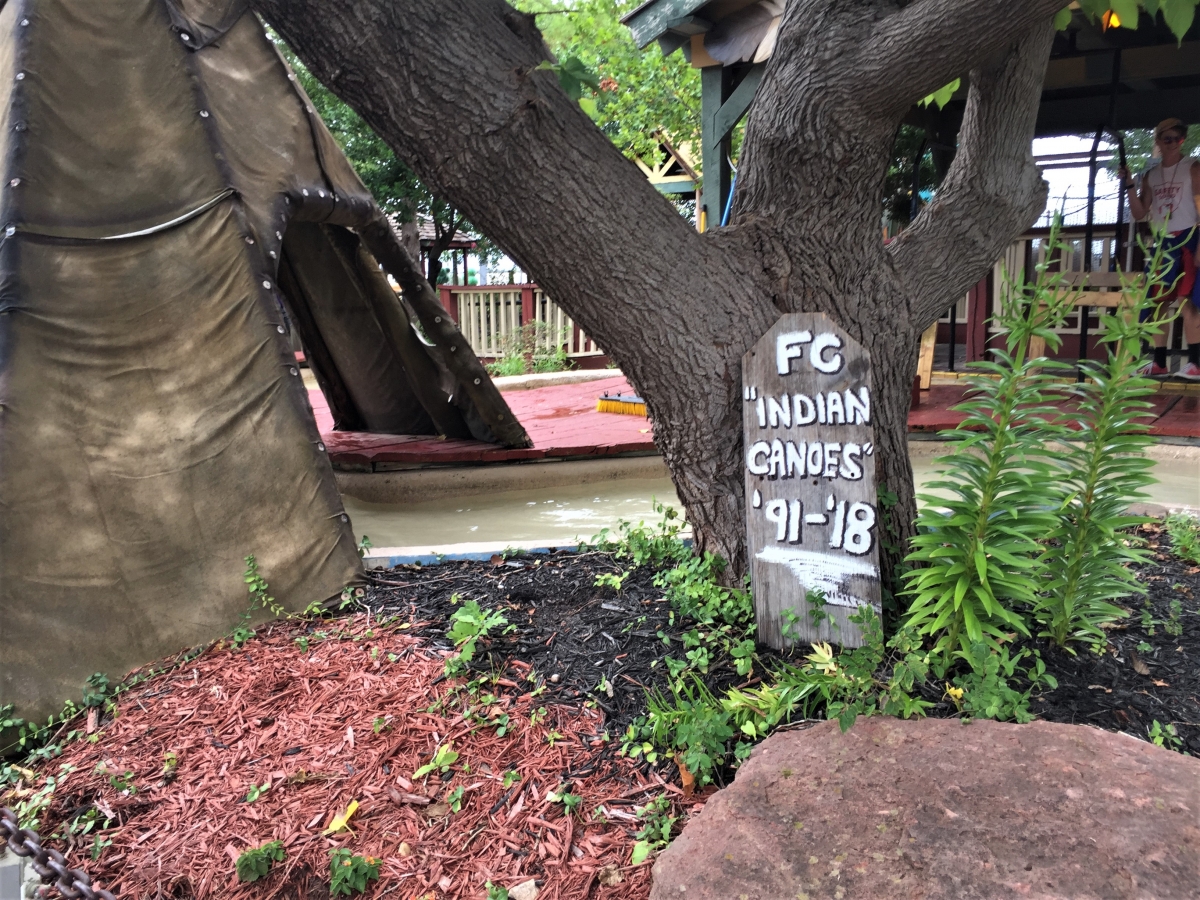 FC
"INDIAN
CANOES"
'91-'18